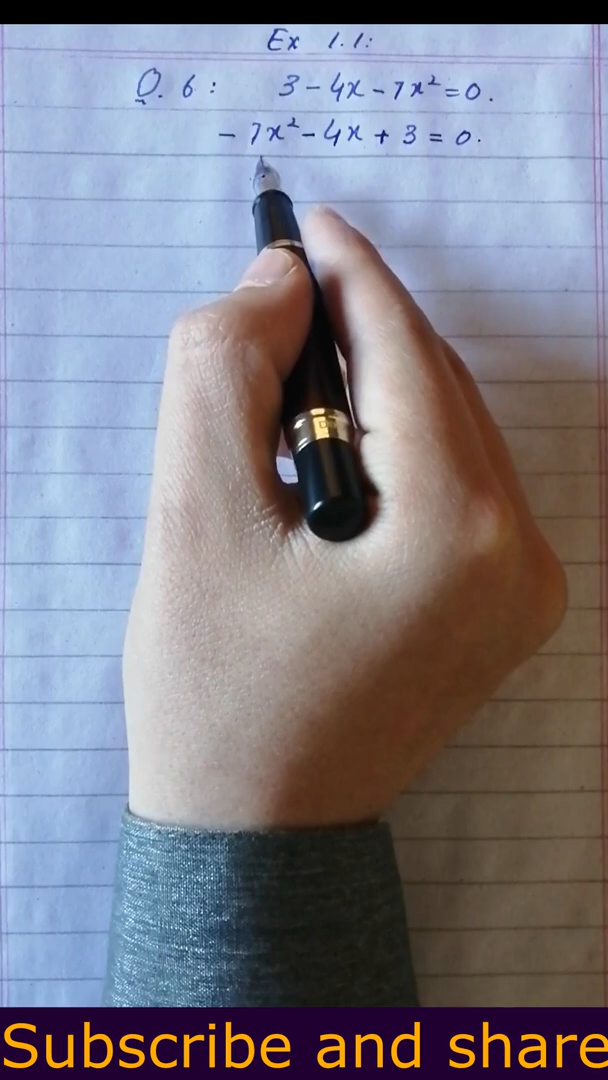 Ex 1.1:
Q. 6 : 3 - 4x - 7x² = 0.
- 7x² - 4x + 3 = 0.
Subscribe and share